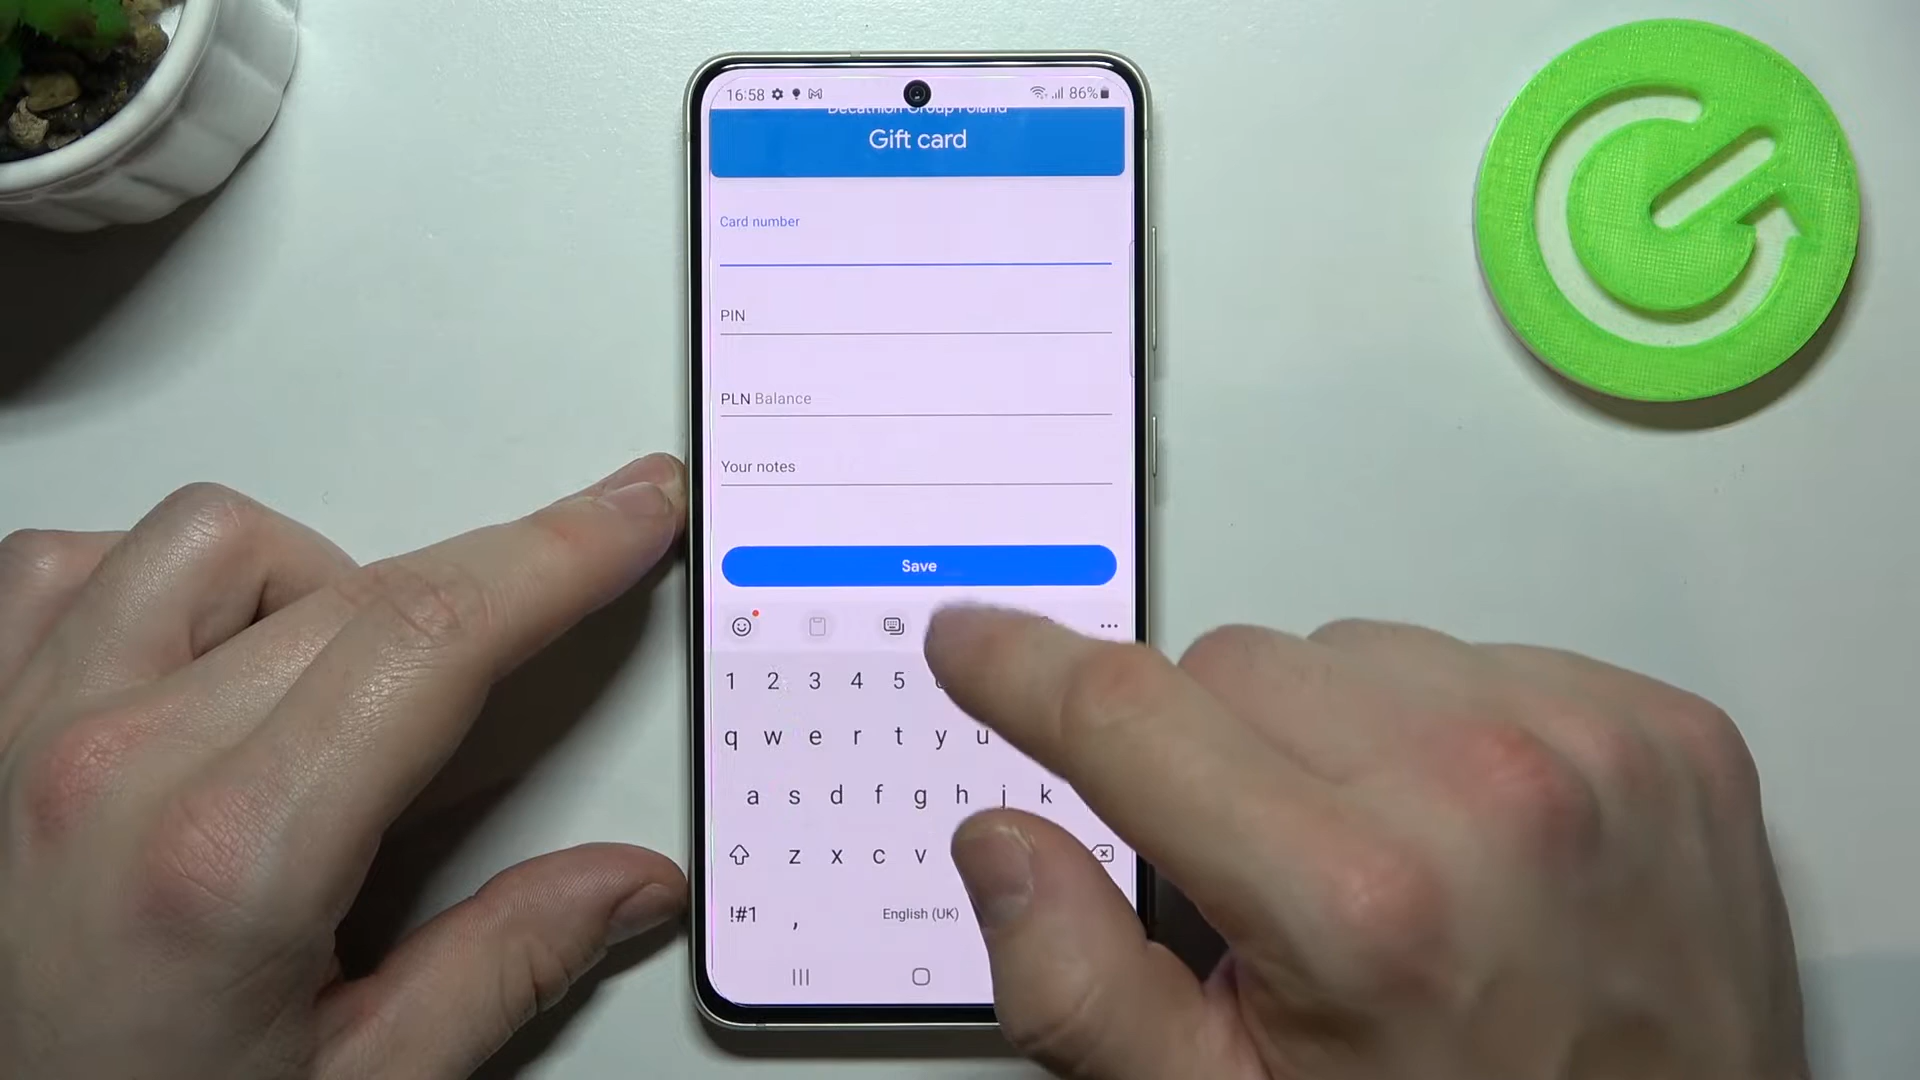 16:58 86%
Decathlon Group Poland
Gift card
Card number
PIN
PLN Balance
Your notes
Save
1 2 3 4 5
q w e r t y u
a s d f g h j k
z x c v
!#1 , English (UK)